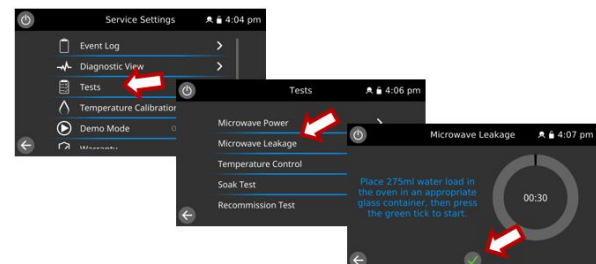 Service Settings
4:04 pm
Event Log
Diagnostic View
Tests
Temperature Calibration
Demo Mode
Warranty
Tests
4:06 pm
Microwave Power
Microwave Leakage
Temperature Control
Soak Test
Recommission Test
Microwave Leakage
4:07 pm
Place 275ml water load in
the oven in an appropriate
glass container, then press
the green tick to start.
00:30